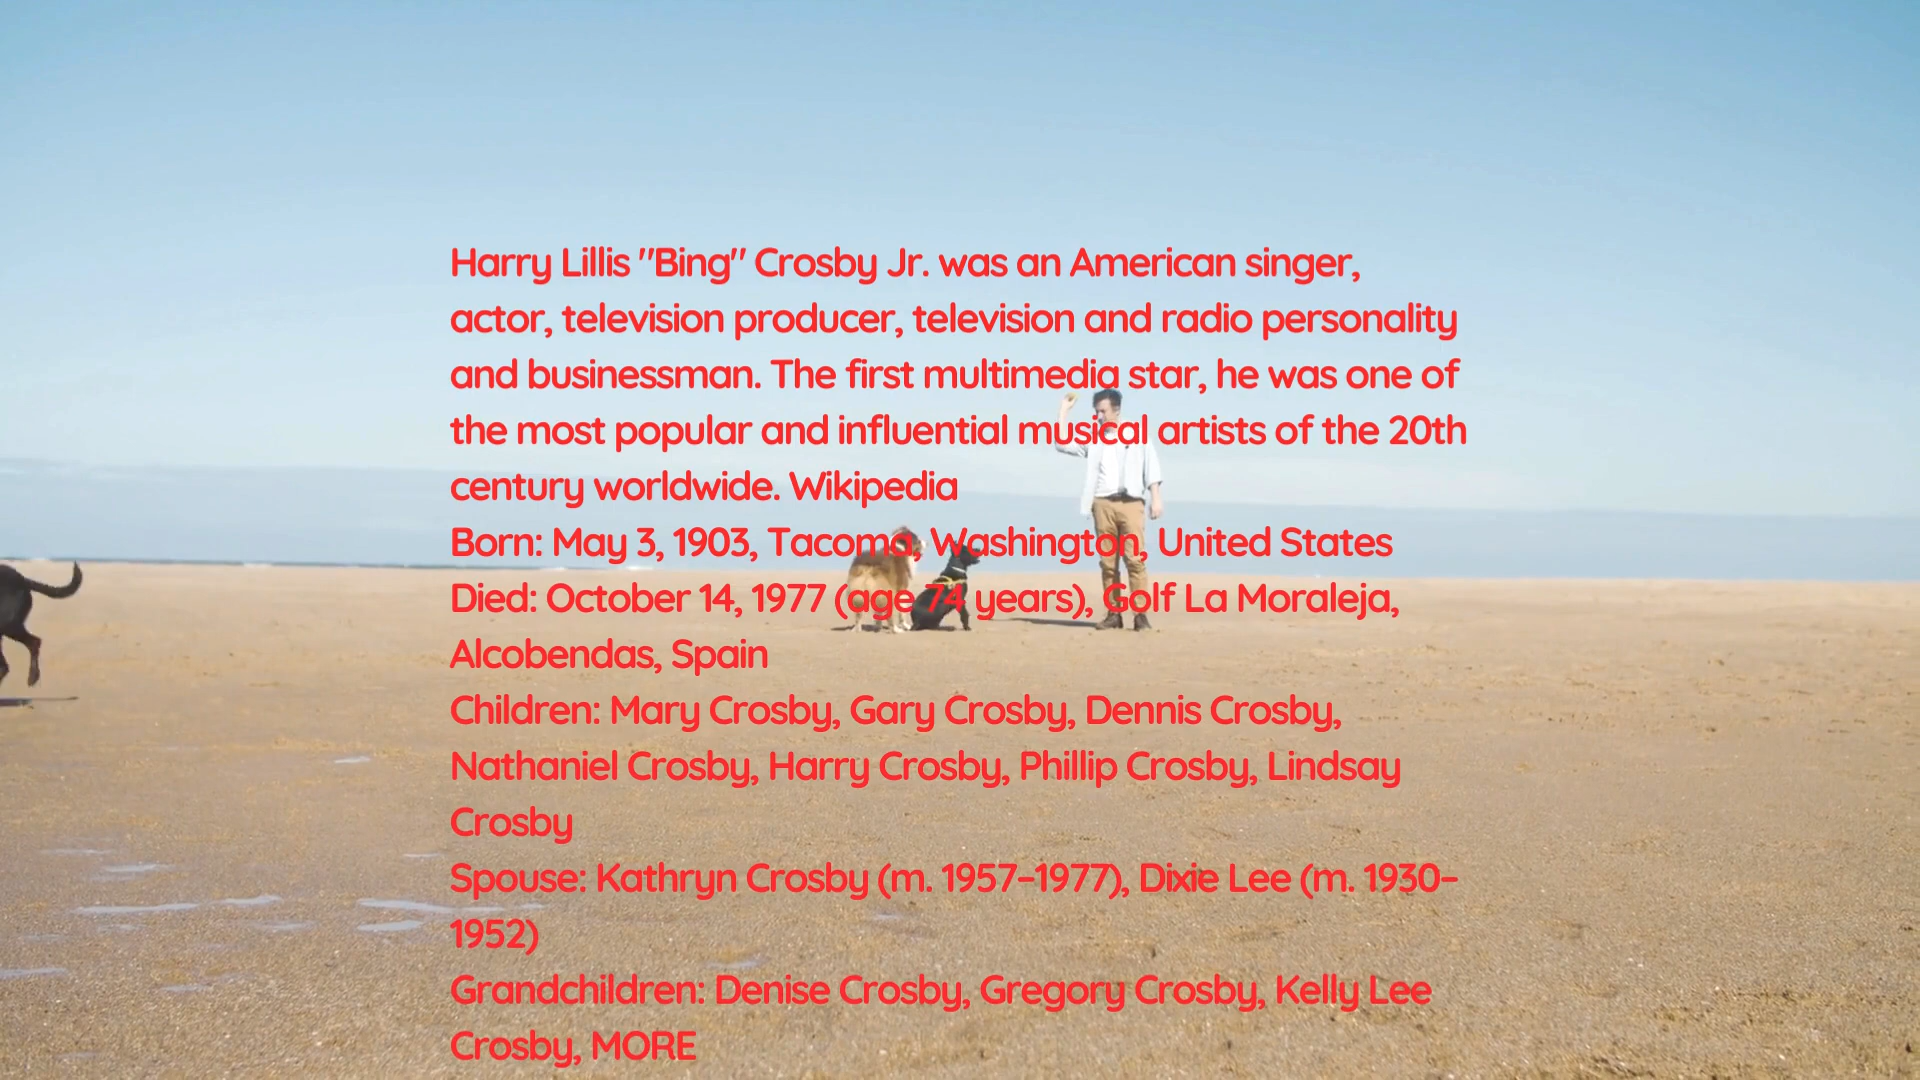 Harry Lillis "Bing" Crosby Jr. was an American singer,
actor, television producer, television and radio personality
and businessman. The first multimedia star, he was one of
the most popular and influential musical artists of the 20th
century worldwide. Wikipedia
Born: May 3, 1903, Tacoma, Washington, United States
Died: October 14, 1977 (age 74 years), Golf La Moraleja,
Alcobendas, Spain
Children: Mary Crosby, Gary Crosby, Dennis Crosby,
Nathaniel Crosby, Harry Crosby, Phillip Crosby, Lindsay
Crosby
Spouse: Kathryn Crosby (m. 1957–1977), Dixie Lee (m. 1930–
1952)
Grandchildren: Denise Crosby, Gregory Crosby, Kelly Lee
Crosby, MORE